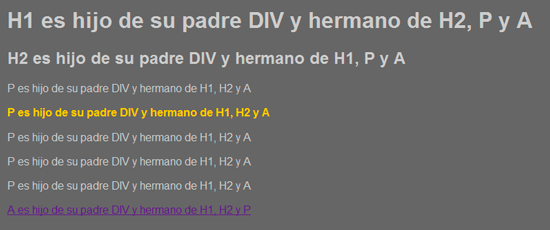 H1 es hijo de su padre DIV y hermano de H2, P y A
H2 es hijo de su padre DIV y hermano de H1, P y A
P es hijo de su padre DIV y hermano de H1, H2 y A
P es hijo de su padre DIV y hermano de H1, H2 y A
P es hijo de su padre DIV y hermano de H1, H2 y A
P es hijo de su padre DIV y hermano de H1, H2 y A
P es hijo de su padre DIV y hermano de H1, H2 y A
A es hijo de su padre DIV y hermano de H1, H2 y P